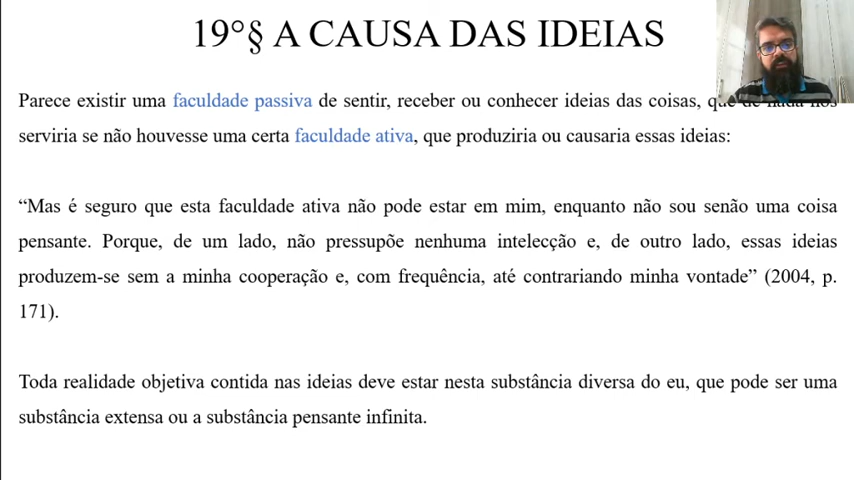 19°§ A CAUSA DAS IDEIAS
Parece existir uma faculdade passiva de sentir, receber ou conhecer ideias das coisas, que de nada nos
serviria se não houvesse uma certa faculdade ativa, que produziria ou causaria essas ideias:
“Mas é seguro que esta faculdade ativa não pode estar em mim, enquanto não sou senão uma coisa
pensante. Porque, de um lado, não pressupõe nenhuma intelecção e, de outro lado, essas ideias
produzem-se sem a minha cooperação e, com frequência, até contrariando minha vontade” (2004, p.
171).
Toda realidade objetiva contida nas ideias deve estar nesta substância diversa do eu, que pode ser uma
substância extensa ou a substância pensante infinita.